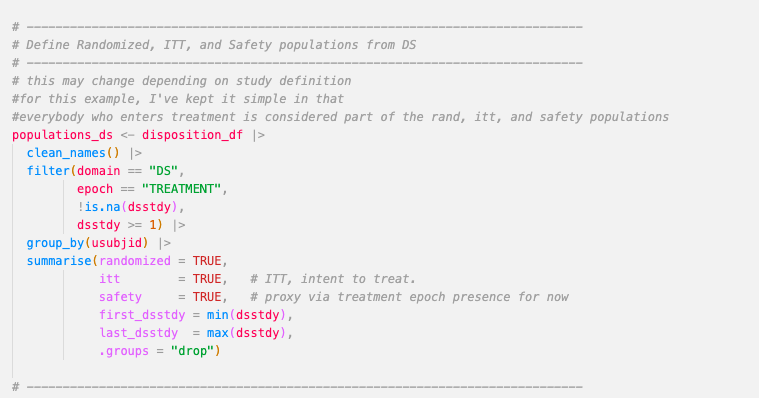 # -----------------------------------------------------------------------------
# Define Randomized, ITT, and Safety populations from DS
# -----------------------------------------------------------------------------
# this may change depending on study definition
#for this example, I've kept it simple in that
#everybody who enters treatment is considered part of the rand, itt, and safety populations
populations_ds <- disposition_df |>
  clean_names() |>
  filter(domain == "DS",
         epoch == "TREATMENT",
         !is.na(dsstdy),
         dsstdy >= 1) |>
  group_by(usubjid) |>
  summarise(randomized = TRUE,
            itt        = TRUE,   # ITT, intent to treat.
            safety     = TRUE,   # proxy via treatment epoch presence for now
            first_dsstdy = min(dsstdy),
            last_dsstdy  = max(dsstdy),
            .groups = "drop")
# -----------------------------------------------------------------------------